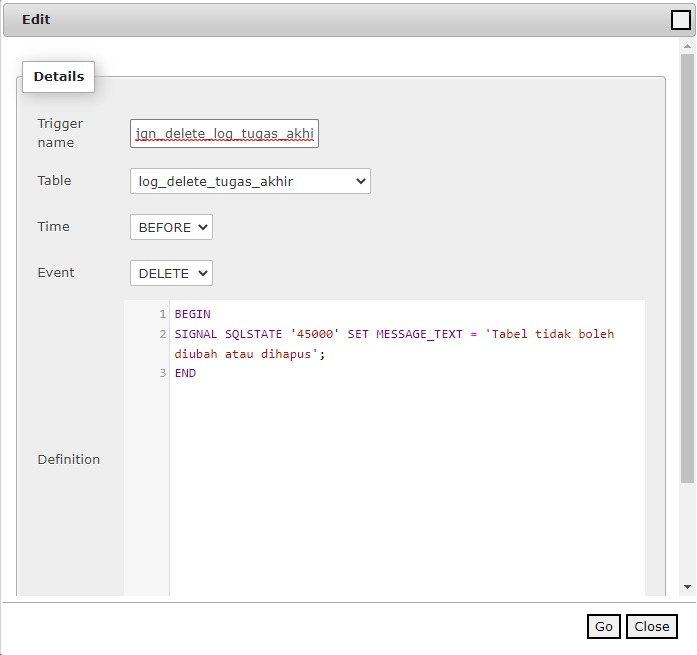 Edit
Details
Trigger
name
jgn_delete_log_tugas_akhi
Table
log_delete_tugas_akhir
Time
BEFORE
Event
DELETE
1 BEGIN
2 SIGNAL SQLSTATE '45000' SET MESSAGE_TEXT = 'Tabel tidak boleh
diubah atau dihapus';
3 END
Definition
Go Close